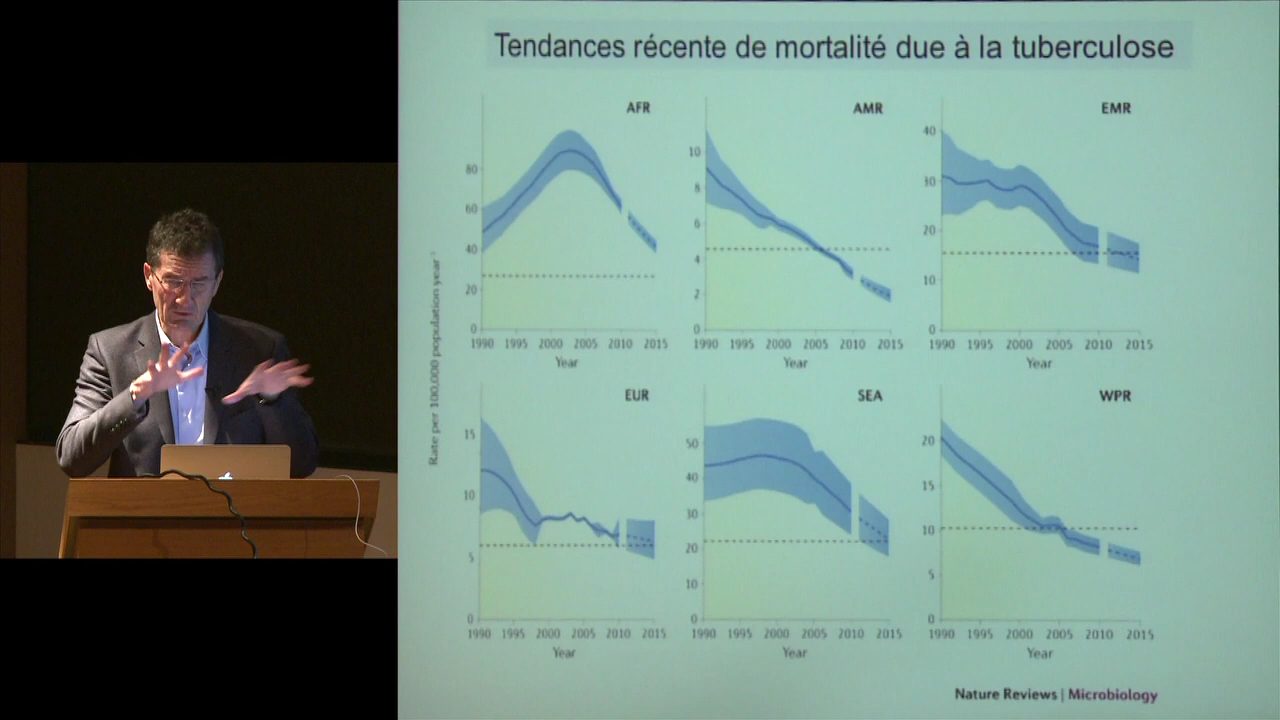 Tendances récente de mortalité due à la tuberculose
Rate per 100,000 population year⁻¹
AFR
80
60
40
20
0
1990 1995 2000 2005 2010 2015
Year
AMR
10
8
6
4
2
0
1990 1995 2000 2005 2010 2015
Year
EMR
40
30
20
10
0
1990 1995 2000 2005 2010 2015
Year
EUR
15
10
5
0
1990 1995 2000 2005 2010 2015
Year
SEA
50
40
30
20
10
0
1990 1995 2000 2005 2010 2015
Year
WPR
20
15
10
5
0
1990 1995 2000 2005 2010 2015
Year
Nature Reviews | Microbiology